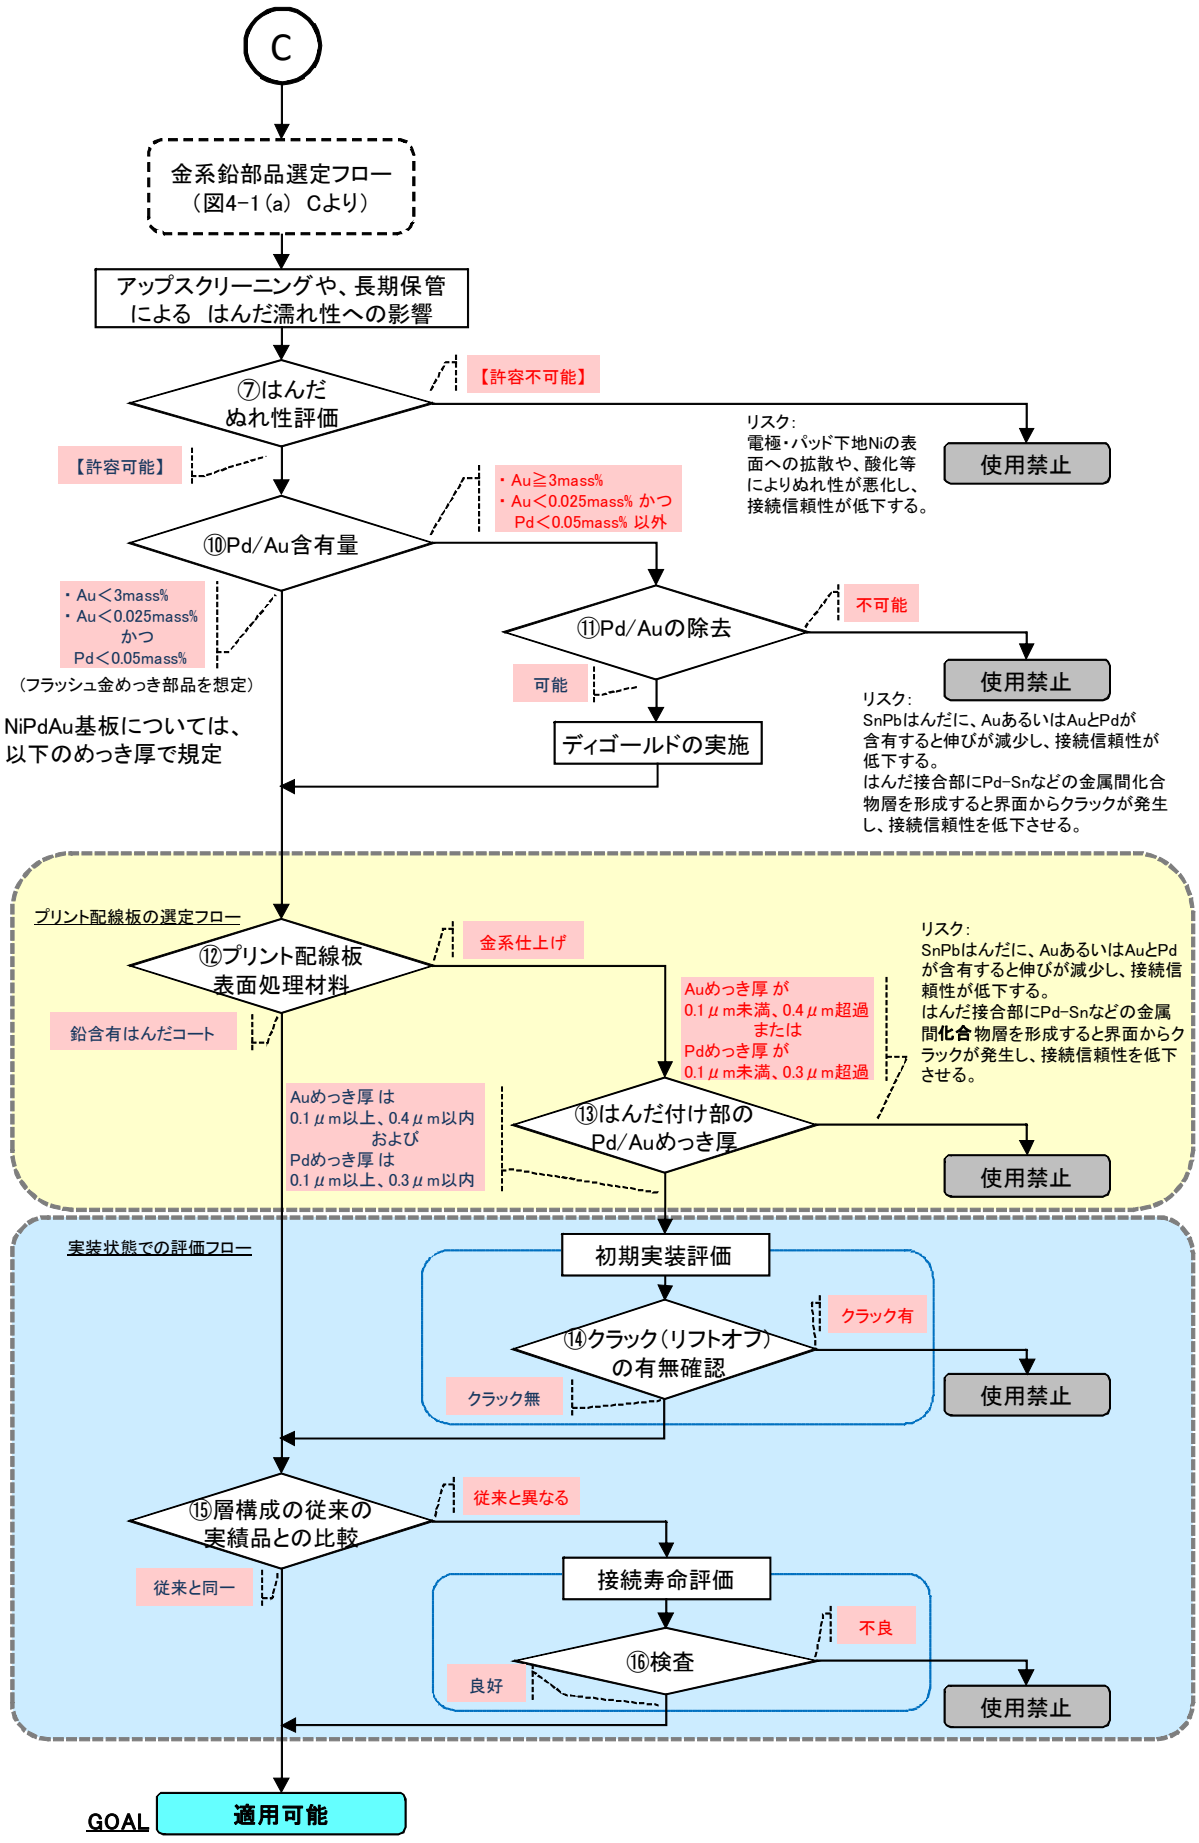 C
金系鉛部品選定フロー
（図4-1(a) Cより）
アップスクリーニングや、長期保管
による はんだ濡れ性への影響
⑦はんだ
ぬれ性評価
【許容不可能】
【許容可能】
リスク：
電極・パッド下地Niの表
面への拡散や、酸化等
によりぬれ性が悪化し、
接続信頼性が低下する。
使用禁止
・Au≧3mass%
・Au＜0.025mass% かつ
Pd＜0.05mass% 以外
⑩Pd/Au含有量
・Au＜3mass%
・Au＜0.025mass%
かつ
Pd＜0.05mass%
（フラッシュ金めっき部品を想定）
NiPdAu基板については、
以下のめっき厚で規定
⑪Pd/Auの除去
不可能
可能
使用禁止
ディゴールドの実施
リスク：
SnPbはんだに、AuあるいはAuとPdが
含有すると伸びが減少し、接続信頼性が
低下する。
はんだ接合部にPd-Snなどの金属間化合
物層を形成すると界面からクラックが発生
し、接続信頼性を低下させる。
プリント配線板の選定フロー
⑫プリント配線板
表面処理材料
金系仕上げ
鉛含有はんだコート
Auめっき厚 が
0.1μm未満、0.4μm超過
または
Pdめっき厚 が
0.1μm未満、0.3μm超過
リスク：
SnPbはんだに、AuあるいはAuとPd
が含有すると伸びが減少し、接続信
頼性が低下する。
はんだ接合部にPd-Snなどの金属
間化合物層を形成すると界面からク
ラックが発生し、接続信頼性を低下
させる。
Auめっき厚 は
0.1μm以上、0.4μm以内
および
Pdめっき厚 は
0.1μm以上、0.3μm以内
⑬はんだ付け部の
Pd/Auめっき厚
使用禁止
実装状態での評価フロー
初期実装評価
⑭クラック（リフトオフ）
の有無確認
クラック有
クラック無
使用禁止
⑮層構成の従来の
実績品との比較
従来と異なる
従来と同一
接続寿命評価
⑯検査
不良
良好
使用禁止
GOAL
適用可能